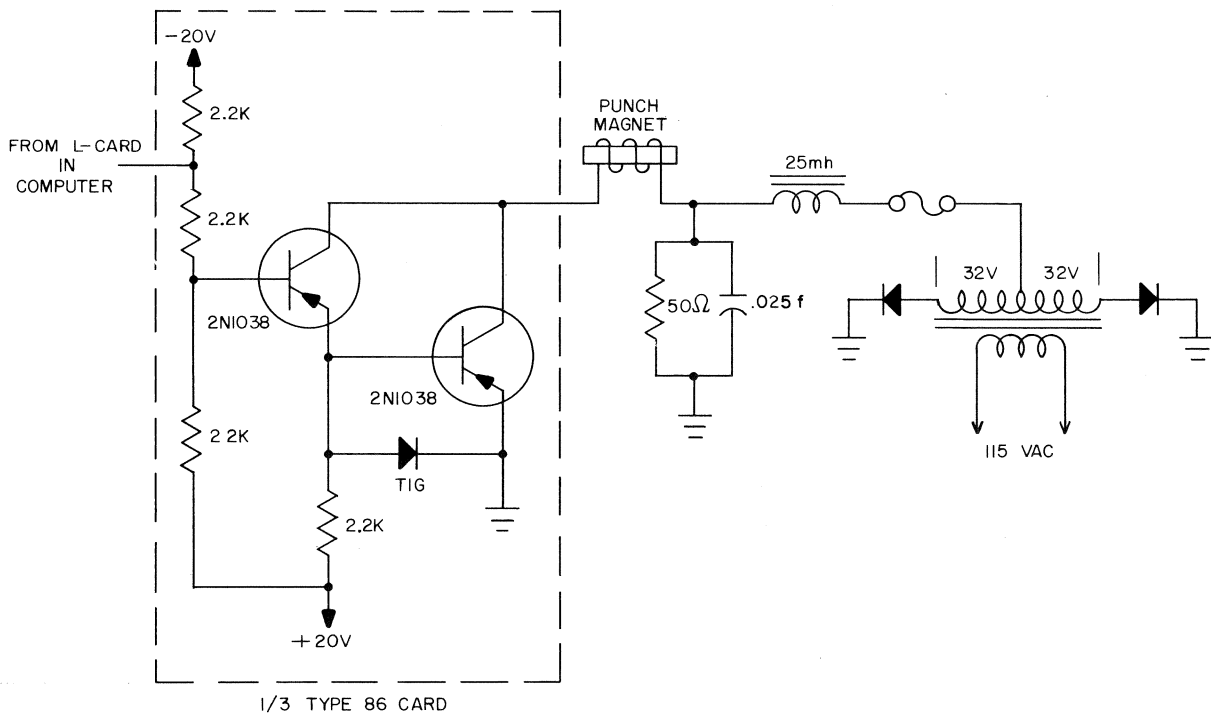 -20V
2.2K
FROM L-CARD
IN
COMPUTER
2.2K
2N1038
2N1038
2 2K
T1G
2.2K
+20V
1/3 TYPE 86 CARD
PUNCH
MAGNET
25mh
50Ω
.025 f
32V 32V
115 VAC